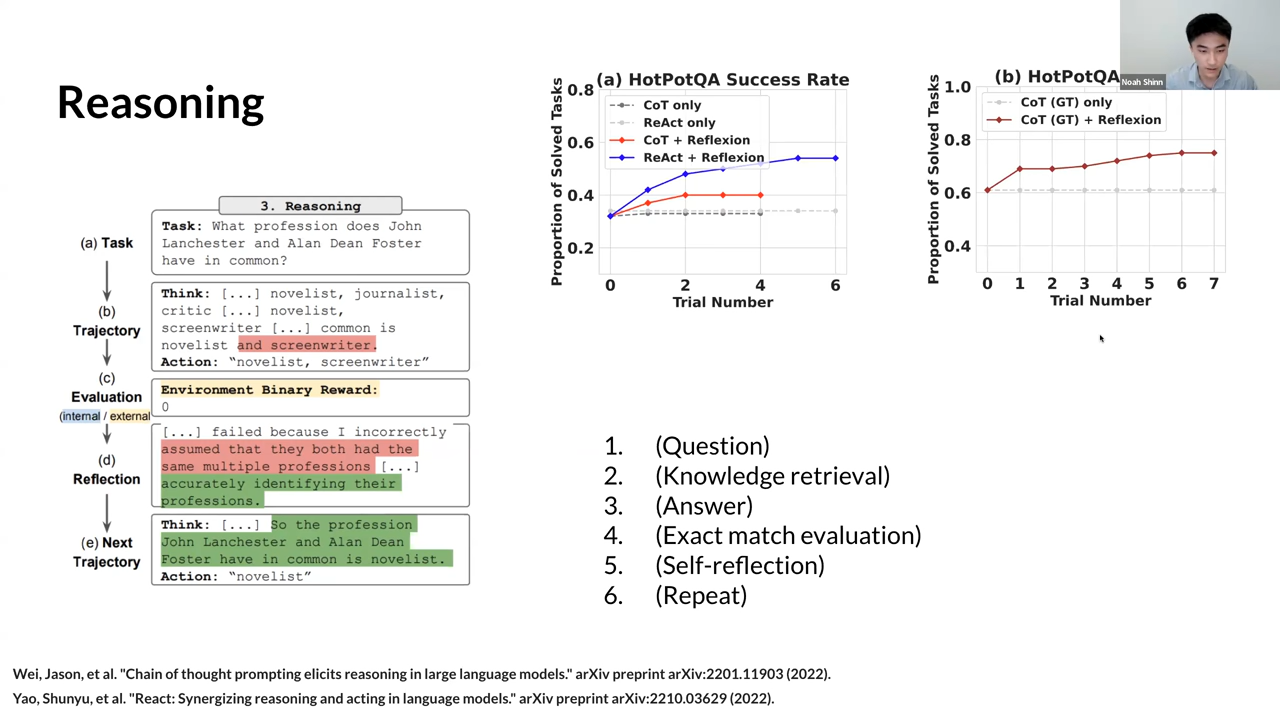 Reasoning
3. Reasoning
(a) Task
Task: What profession does John
Lanchester and Alan Dean Foster
have in common?
(b)
Trajectory
Think: [...] novelist, journalist,
critic [...] novelist,
screenwriter [...] common is
novelist and screenwriter.
Action: “novelist, screenwriter”
(c)
Evaluation
(internal / external
Environment Binary Reward:
0
(d)
Reflection
[...] failed because I incorrectly
assumed that they both had the
same multiple professions [...]
accurately identifying their
professions.
(e) Next
Trajectory
Think: [...] So the profession
John Lanchester and Alan Dean
Foster have in common is novelist.
Action: “novelist”
(a) HotPotQA Success Rate
Proportion of Solved Tasks
0.8
0.6
0.4
0.2
CoT only
ReAct only
CoT + Reflexion
ReAct + Reflexion
0 2 4 6
Trial Number
(b) HotPotQA
Proportion of Solved Tasks
1.0
0.8
0.6
0.4
CoT (GT) only
CoT (GT) + Reflexion
0 1 2 3 4 5 6 7
Trial Number
Noah Shinn
1. (Question)
2. (Knowledge retrieval)
3. (Answer)
4. (Exact match evaluation)
5. (Self-reflection)
6. (Repeat)
Wei, Jason, et al. "Chain of thought prompting elicits reasoning in large language models." arXiv preprint arXiv:2201.11903 (2022).
Yao, Shunyu, et al. "React: Synergizing reasoning and acting in language models." arXiv preprint arXiv:2210.03629 (2022).